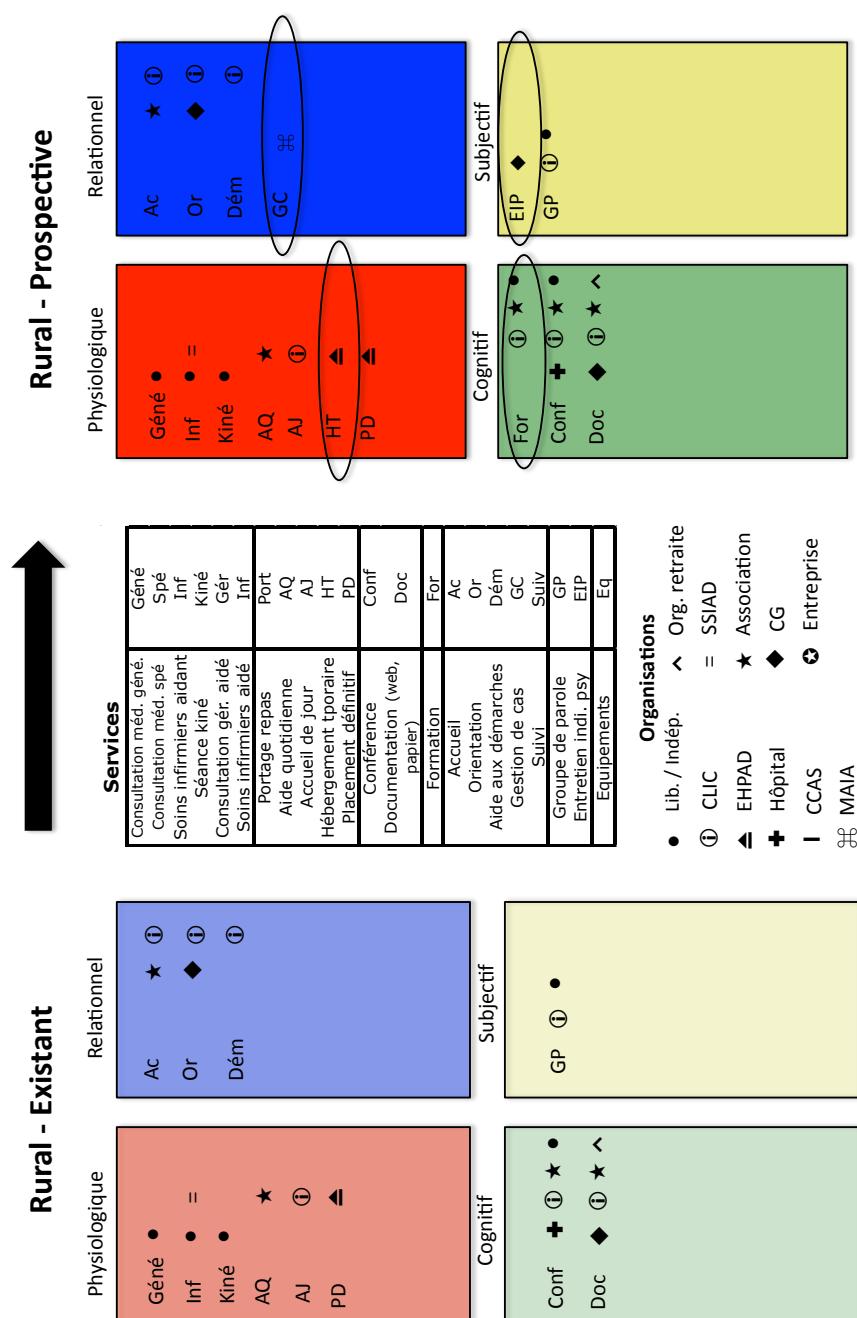 Rural - Existant
Physiologique
Géné ●
Inf ● =
Kiné ●
AQ ★
AJ ⓘ
PD ⏏
Relationnel
Ac ★ ⓘ
Or ◆ ⓘ
Dém ⓘ
Cognitif
Conf ✚ ⓘ ★ ●
Doc ◆ ⓘ ★ ^
Subjectif
GP ⓘ ●
Services
Consultation méd. géné. Géné
Consultation méd. spé Spé
Soins infirmiers aidant Inf
Séance kiné Kiné
Consultation gér. aidé Gér
Soins infirmiers aidé Inf
Portage repas Port
Aide quotidienne AQ
Accueil de jour AJ
Hébergement tporaire HT
Placement définitif PD
Conférence Conf
Documentation (web, Doc
papier)
Formation For
Accueil Ac
Orientation Or
Aide aux démarches Dém
Gestion de cas GC
Suivi Suiv
Groupe de parole GP
Entretien indi. psy EIP
Equipements Eq
Organisations
● Lib. / Indép. ^ Org. retraite
ⓘ CLIC = SSIAD
⏏ EHPAD ★ Association
✚ Hôpital ◆ CG
I CCAS ✪ Entreprise
⌘ MAIA
Rural - Prospective
Physiologique
Géné ●
Inf ● =
Kiné ●
AQ ★
AJ ⓘ
HT ⏏
PD ⏏
Relationnel
Ac ★ ⓘ
Or ◆ ⓘ
Dém ⓘ
GC ⌘
Cognitif
For ⓘ ★ ●
Conf ✚ ⓘ ★ ●
Doc ◆ ⓘ ★ ^
Subjectif
EIP ◆
GP ⓘ ●